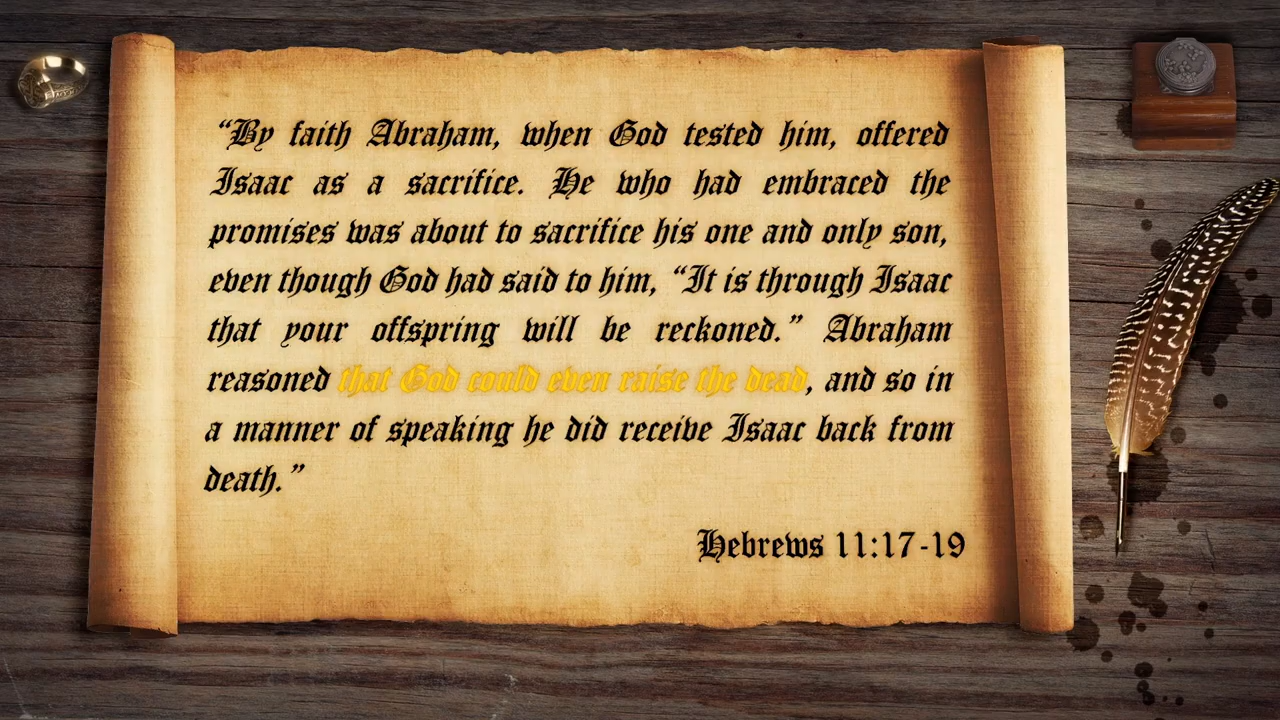 “By faith Abraham, when God tested him, offered
Isaac as a sacrifice. He who had embraced the
promises was about to sacrifice his one and only son,
even though God had said to him, “It is through Isaac
that your offspring will be reckoned.” Abraham
reasoned that God could even raise the dead, and so in
a manner of speaking he did receive Isaac back from
death.”
Hebrews 11:17-19